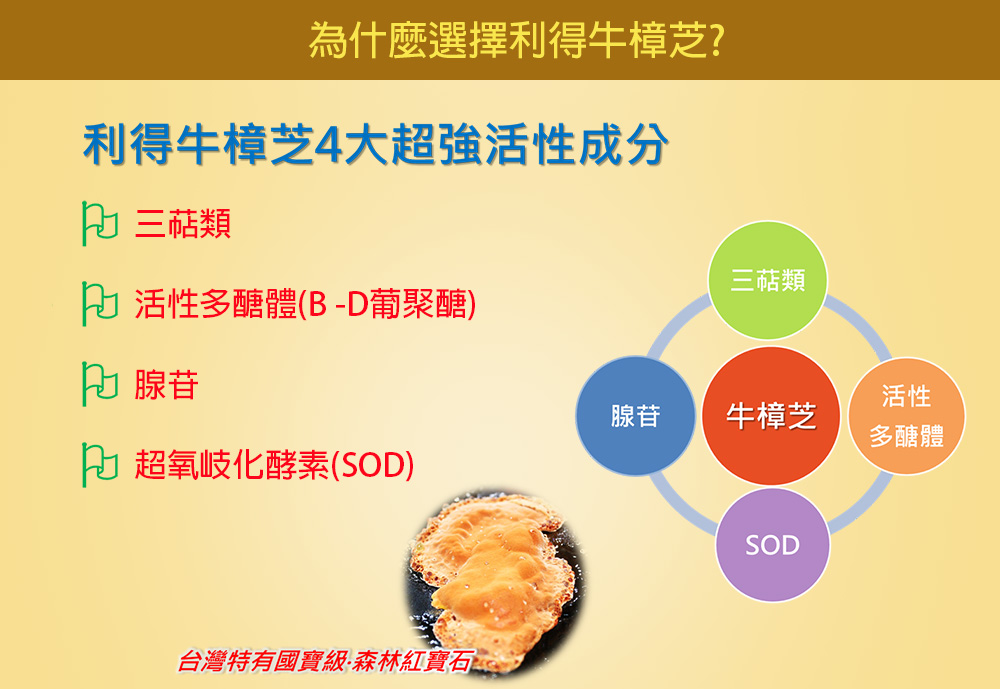 為什麼選擇利得牛樟芝?
利得牛樟芝4大超強活性成分
三萜類
活性多醣體(B -D葡聚醣)
腺苷
超氧岐化酵素(SOD)
三萜類
腺苷
牛樟芝
活性
多醣體
SOD
台灣特有國寶級‧森林紅寶石